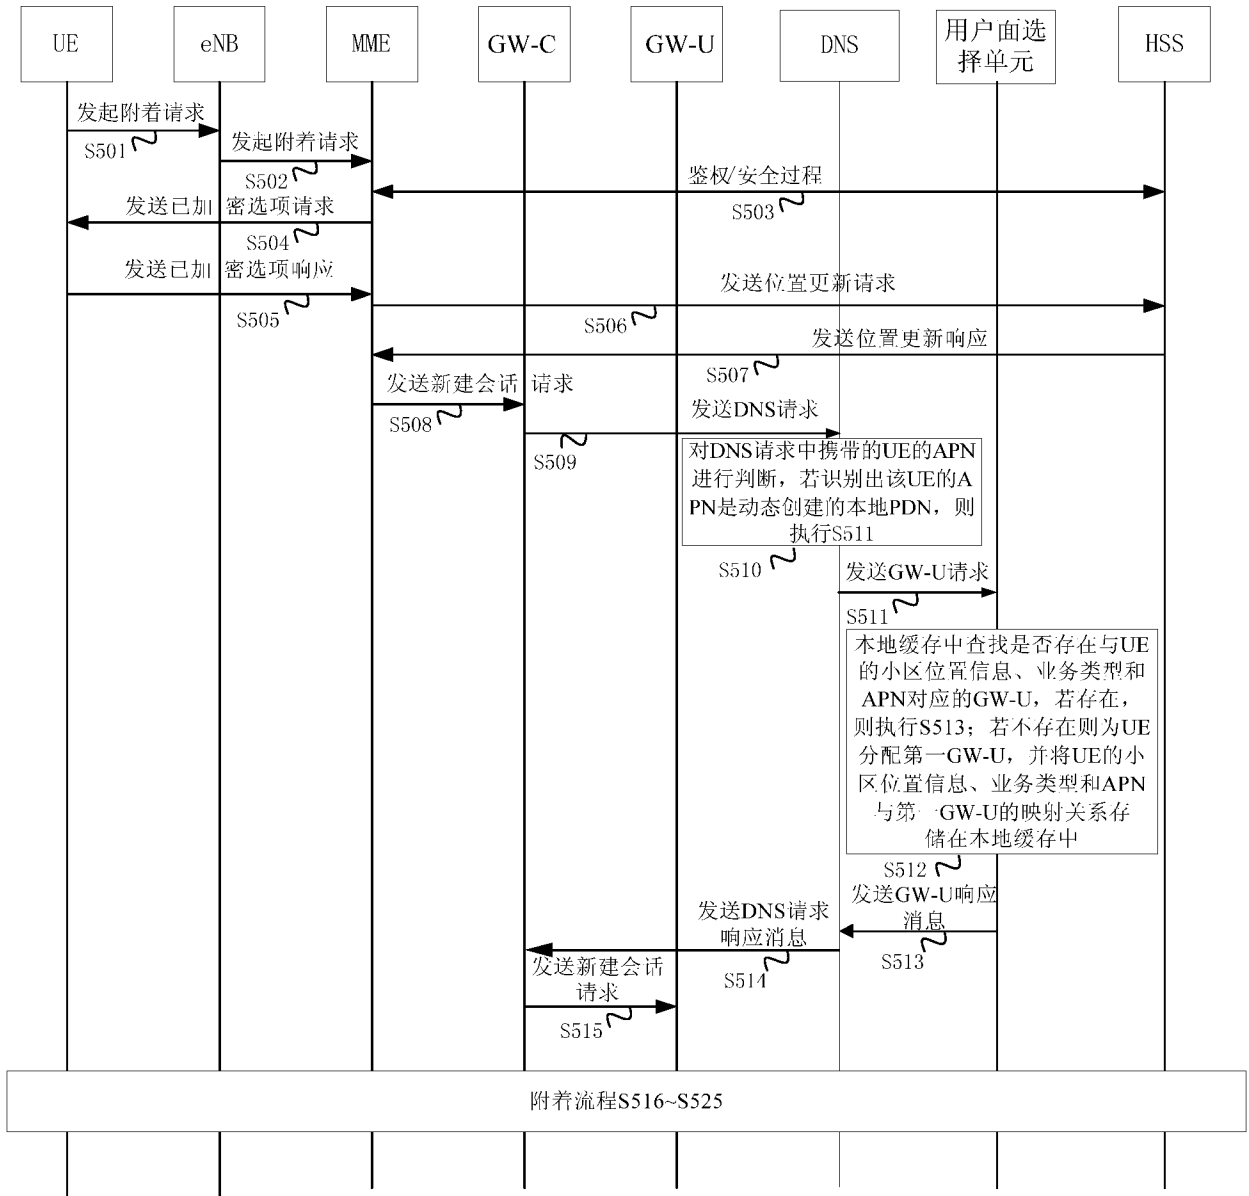 UE
eNB
MME
GW-C
GW-U
DNS
用户面选
择单元
HSS
发起附着请求
S501
发起附着请求
S502
鉴权/安全过程
S503
发送已加 密选项请求
S504
发送已加 密选项响应
S505
发送位置更新请求
S506
发送位置更新响应
S507
发送新建会话 请求
S508
发送DNS请求
S509
对DNS请求中携带的UE的APN
进行判断，若识别出该UE的A
PN是动态创建的本地PDN，则
执行S511
S510
发送GW-U请求
S511
本地缓存中查找是否存在与UE
的小区位置信息、业务类型和
APN对应的GW-U，若存在，
则执行S513；若不存在则为UE
分配第一GW-U，并将UE的小
区位置信息、业务类型和APN
与第一GW-U的映射关系存
储在本地缓存中
S512
发送GW-U响应
消息
S513
发送DNS请求
响应消息
S514
发送新建会话
请求
S515
附着流程S516~S525